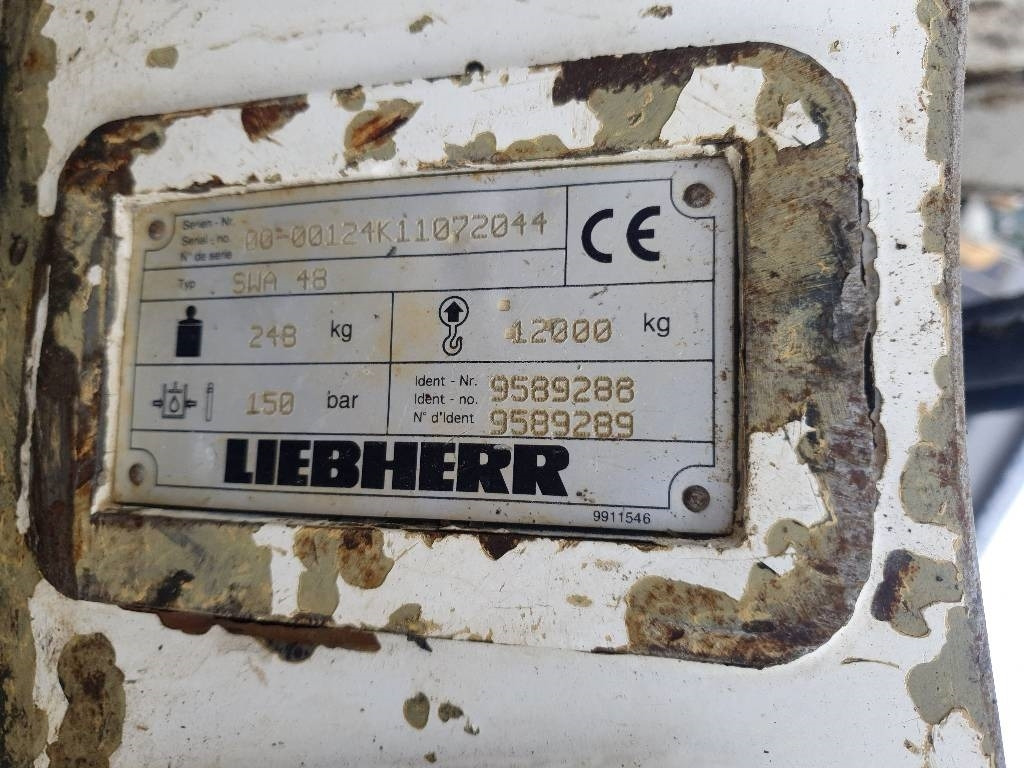 Serien - Nr.
Serial - no.
N° de serie
00-00124K11072044
CE
Typ SWA 48
248 kg
12000 kg
150 bar
Ident - Nr. 9589288
Ident - no.
N° d'Ident 9589289
LIEBHERR
9911546